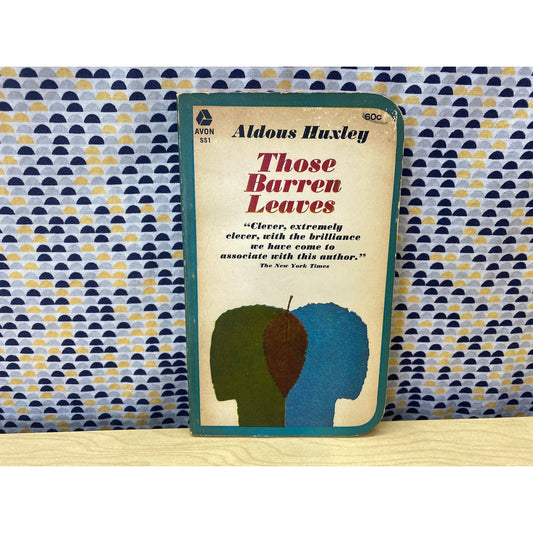 AVON
SS1
Aldous Huxley
60¢
Those
Barren
Leaves
“Clever, extremely
clever, with the brilliance
we have come to
associate with this author.”
The New York Times